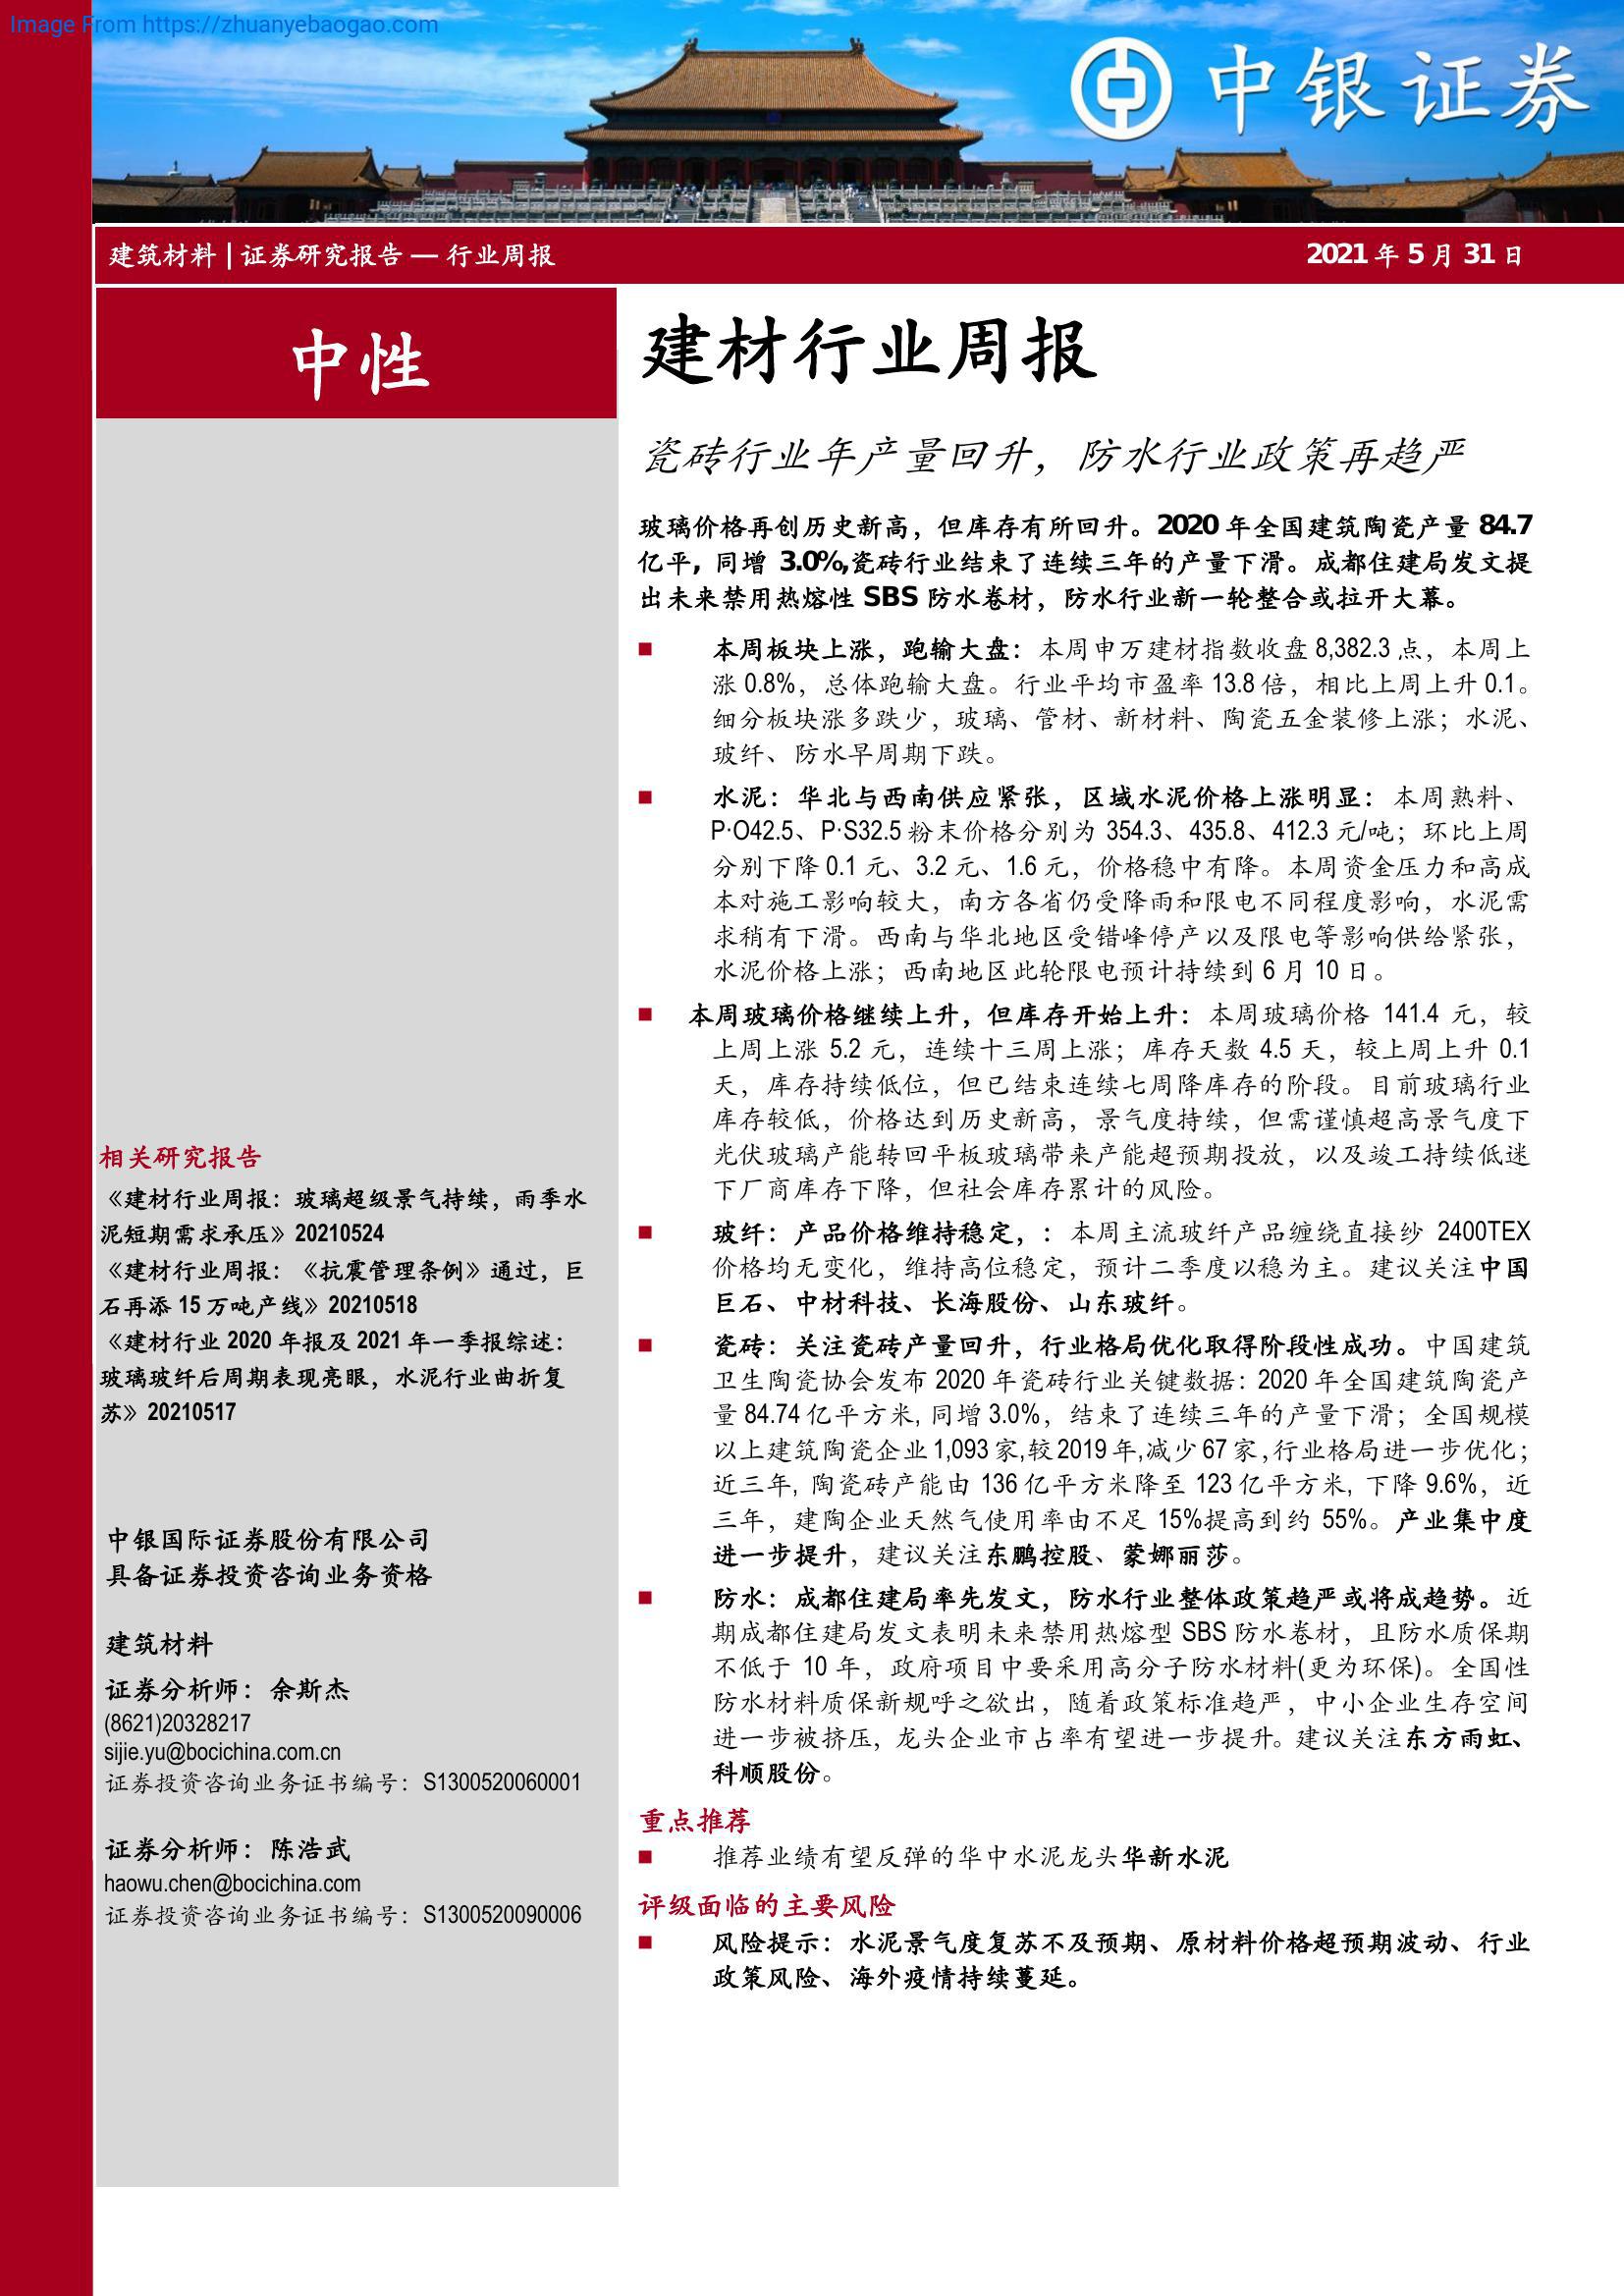 Image From https://zhuanyebaogao.com
中银证券
建筑材料 | 证券研究报告 — 行业周报
2021 年 5 月 31 日
中性
建材行业周报
瓷砖行业年产量回升，防水行业政策再趋严
玻璃价格再创历史新高，但库存有所回升。2020 年全国建筑陶瓷产量 84.7
亿平，同增 3.0%,瓷砖行业结束了连续三年的产量下滑。成都住建局发文提
出未来禁用热熔性 SBS 防水卷材，防水行业新一轮整合或拉开大幕。
■ 本周板块上涨，跑输大盘：本周申万建材指数收盘 8,382.3 点，本周上
涨 0.8%，总体跑输大盘。行业平均市盈率 13.8 倍，相比上周上升 0.1。
细分板块涨多跌少，玻璃、管材、新材料、陶瓷五金装修上涨；水泥、
玻纤、防水早周期下跌。
■ 水泥：华北与西南供应紧张，区域水泥价格上涨明显：本周熟料、
P·O42.5、P·S32.5 粉末价格分别为 354.3、435.8、412.3 元/吨；环比上周
分别下降 0.1 元、3.2 元、1.6 元，价格稳中有降。本周资金压力和高成
本对施工影响较大，南方各省仍受降雨和限电不同程度影响，水泥需
求稍有下滑。西南与华北地区受错峰停产以及限电等影响供给紧张，
水泥价格上涨；西南地区此轮限电预计持续到 6 月 10 日。
■ 本周玻璃价格继续上升，但库存开始上升：本周玻璃价格 141.4 元，较
上周上涨 5.2 元，连续十三周上涨；库存天数 4.5 天，较上周上升 0.1
天，库存持续低位，但已结束连续七周降库存的阶段。目前玻璃行业
库存较低，价格达到历史新高，景气度持续，但需谨慎超高景气度下
光伏玻璃产能转回平板玻璃带来产能超预期投放，以及竣工持续低迷
下厂商库存下降，但社会库存累计的风险。
■ 玻纤：产品价格维持稳定，：本周主流玻纤产品缠绕直接纱 2400TEX
价格均无变化，维持高位稳定，预计二季度以稳为主。建议关注中国
巨石、中材科技、长海股份、山东玻纤。
■ 瓷砖：关注瓷砖产量回升，行业格局优化取得阶段性成功。中国建筑
卫生陶瓷协会发布 2020 年瓷砖行业关键数据：2020 年全国建筑陶瓷产
量 84.74 亿平方米，同增 3.0%，结束了连续三年的产量下滑；全国规模
以上建筑陶瓷企业 1,093 家,较 2019 年,减少 67 家,行业格局进一步优化；
近三年，陶瓷砖产能由 136 亿平方米降至 123 亿平方米，下降 9.6%，近
三年，建陶企业天然气使用率由不足 15%提高到约 55%。产业集中度
进一步提升，建议关注东鹏控股、蒙娜丽莎。
■ 防水：成都住建局率先发文，防水行业整体政策趋严或将成趋势。近
期成都住建局发文表明未来禁用热熔型 SBS 防水卷材，且防水质保期
不低于 10 年，政府项目中要采用高分子防水材料(更为环保)。全国性
防水材料质保新规呼之欲出，随着政策标准趋严，中小企业生存空间
进一步被挤压，龙头企业市占率有望进一步提升。建议关注东方雨虹、
科顺股份。
重点推荐
■ 推荐业绩有望反弹的华中水泥龙头华新水泥
评级面临的主要风险
■ 风险提示：水泥景气度复苏不及预期、原材料价格超预期波动、行业
政策风险、海外疫情持续蔓延。
相关研究报告
《建材行业周报：玻璃超级景气持续，雨季水
泥短期需求承压》20210524
《建材行业周报：《抗震管理条例》通过，巨
石再添 15 万吨产线》20210518
《建材行业 2020 年报及 2021 年一季报综述：
玻璃玻纤后周期表现亮眼，水泥行业曲折复
苏》20210517
中银国际证券股份有限公司
具备证券投资咨询业务资格
建筑材料
证券分析师：余斯杰
(8621)20328217
sijie.yu@bocichina.com.cn
证券投资咨询业务证书编号：S1300520060001
证券分析师：陈浩武
haowu.chen@bocichina.com
证券投资咨询业务证书编号：S1300520090006